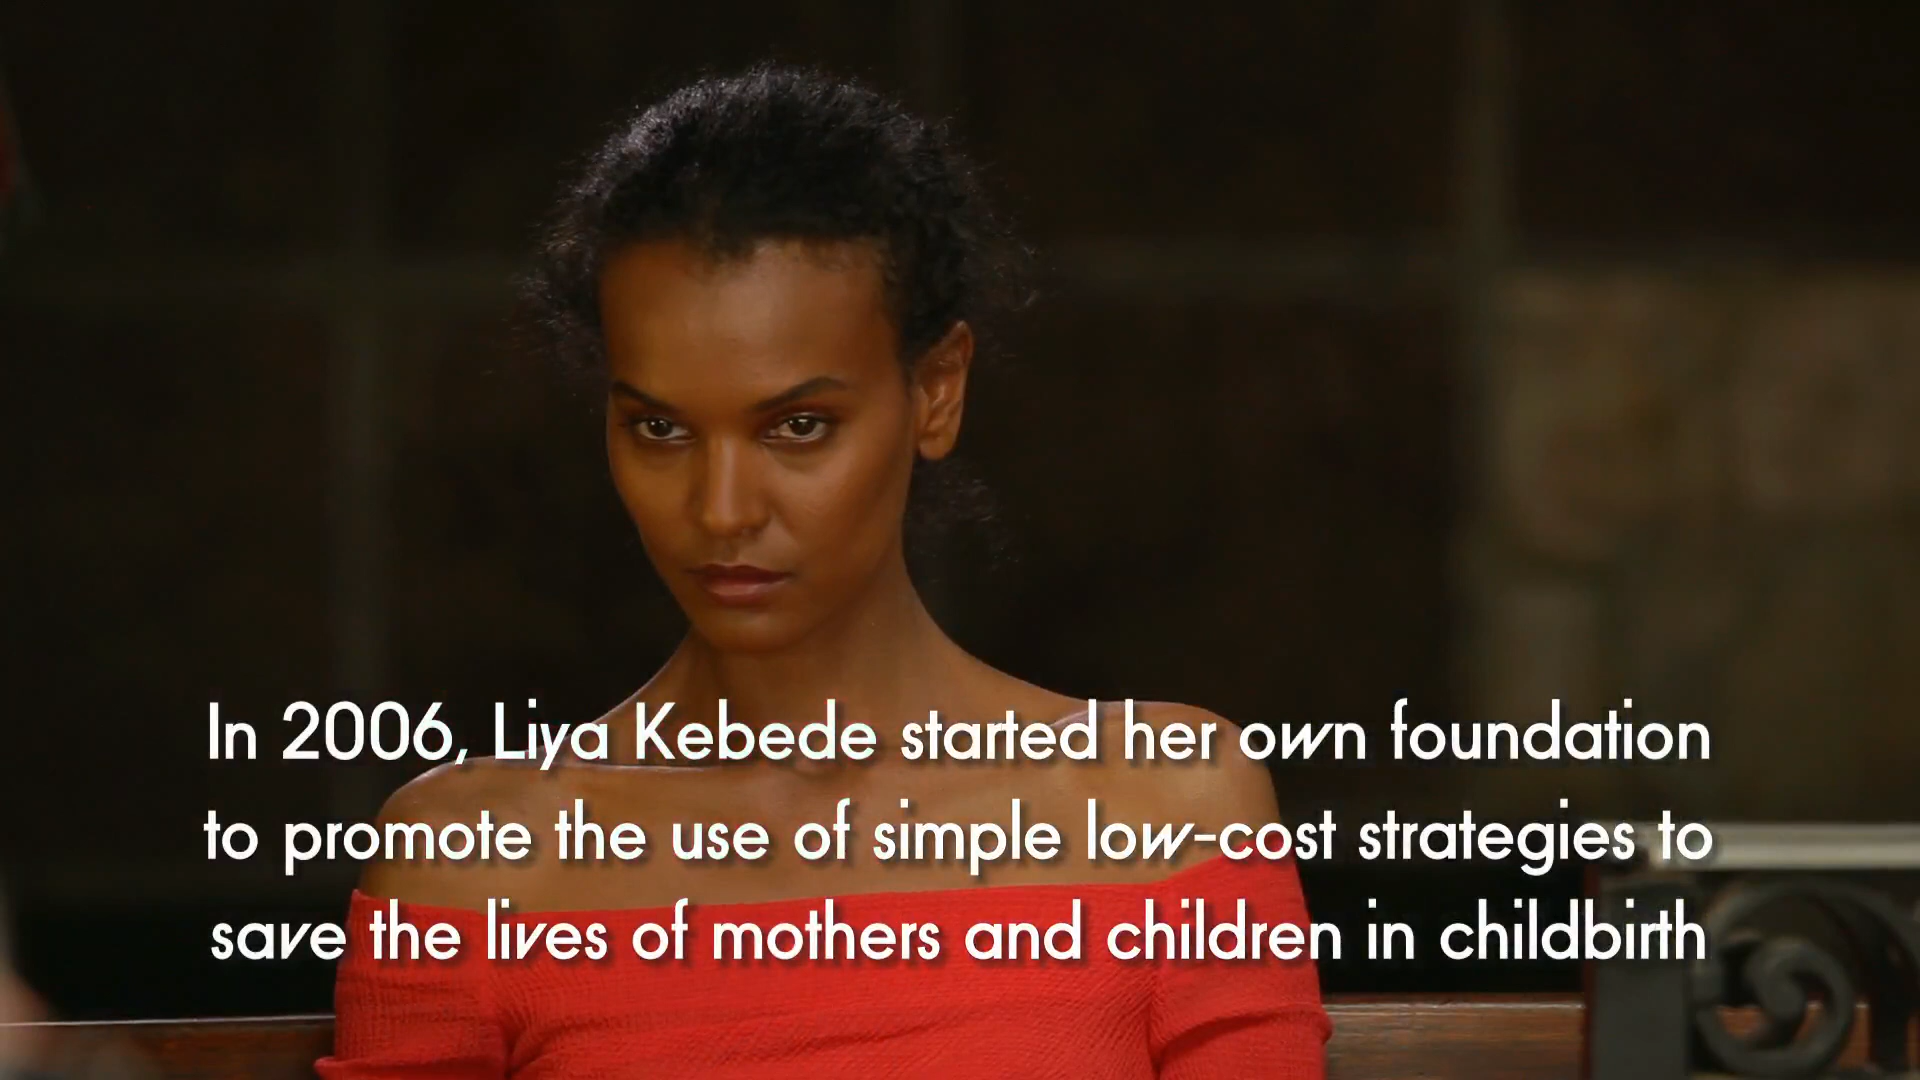 In 2006, Liya Kebede started her own foundation
to promote the use of simple low-cost strategies to
save the lives of mothers and children in childbirth